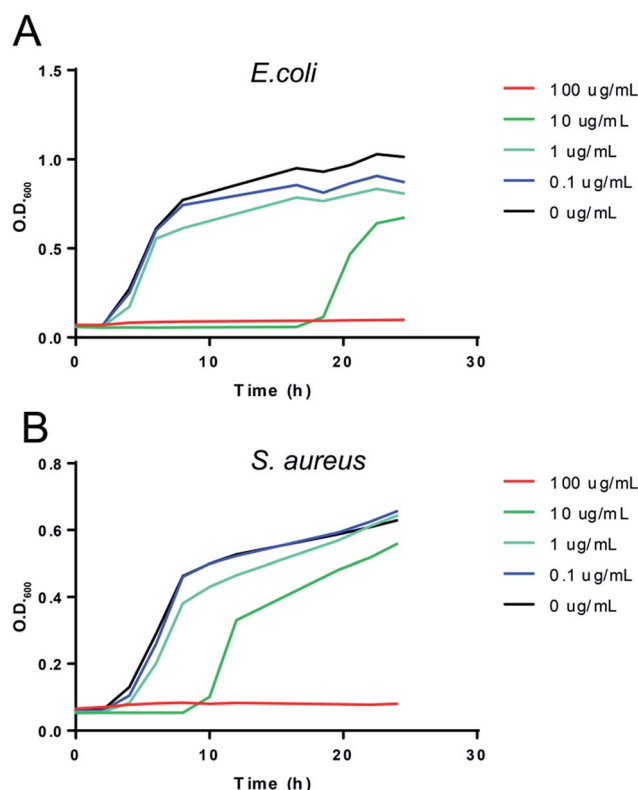 A
E.coli
1.5
1.0
0.5
0.0
O.D.600
0
10
20
30
Time (h)
100 ug/mL
10 ug/mL
1 ug/mL
0.1 ug/mL
0 ug/mL
B
S. aureus
0.8
0.6
0.4
0.2
0.0
O.D.600
0
10
20
30
Time (h)
100 ug/mL
10 ug/mL
1 ug/mL
0.1 ug/mL
0 ug/mL